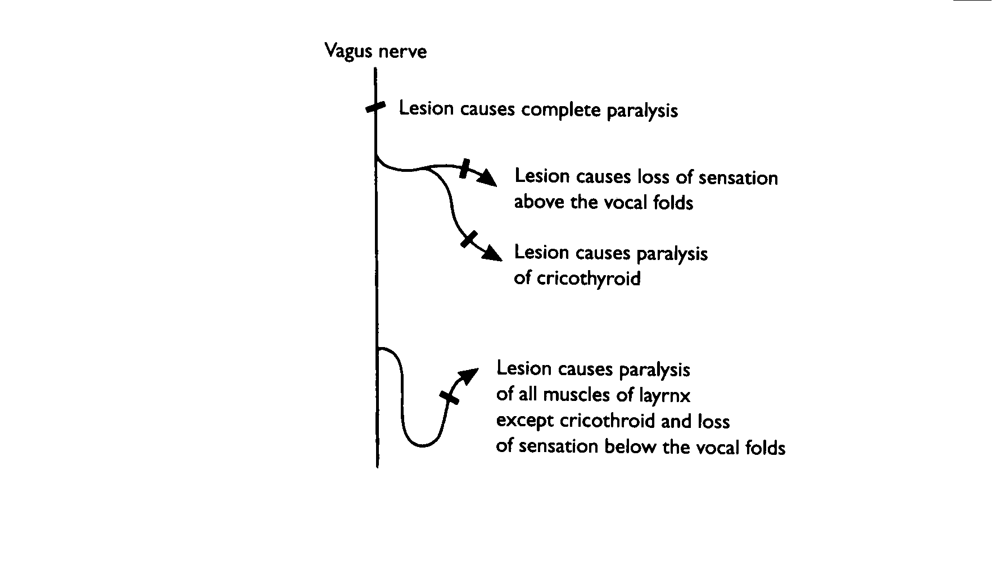 Vagus nerve
Lesion causes complete paralysis
Lesion causes loss of sensation
above the vocal folds
Lesion causes paralysis
of cricothyroid
Lesion causes paralysis
of all muscles of layrnx
except cricothroid and loss
of sensation below the vocal folds